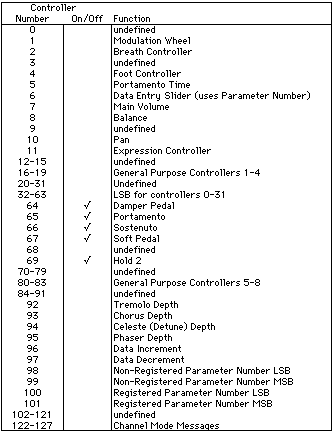 Controller
Number On/Off Function
0 undefined
1 Modulation Wheel
2 Breath Controller
3 undefined
4 Foot Controller
5 Portamento Time
6 Data Entry Slider (uses Parameter Number)
7 Main Volume
8 Balance
9 undefined
10 Pan
11 Expression Controller
12-15 undefined
16-19 General Purpose Controllers 1-4
20-31 Undefined
32-63 LSB for controllers 0-31
64 √ Damper Pedal
65 √ Portamento
66 √ Sostenuto
67 √ Soft Pedal
68 undefined
69 √ Hold 2
70-79 undefined
80-83 General Purpose Controllers 5-8
84-91 undefined
92 Tremolo Depth
93 Chorus Depth
94 Celeste (Detune) Depth
95 Phaser Depth
96 Data Increment
97 Data Decrement
98 Non-Registered Parameter Number LSB
99 Non-Registered Parameter Number MSB
100 Registered Parameter Number LSB
101 Registered Parameter Number MSB
102-121 undefined
122-127 Channel Mode Messages